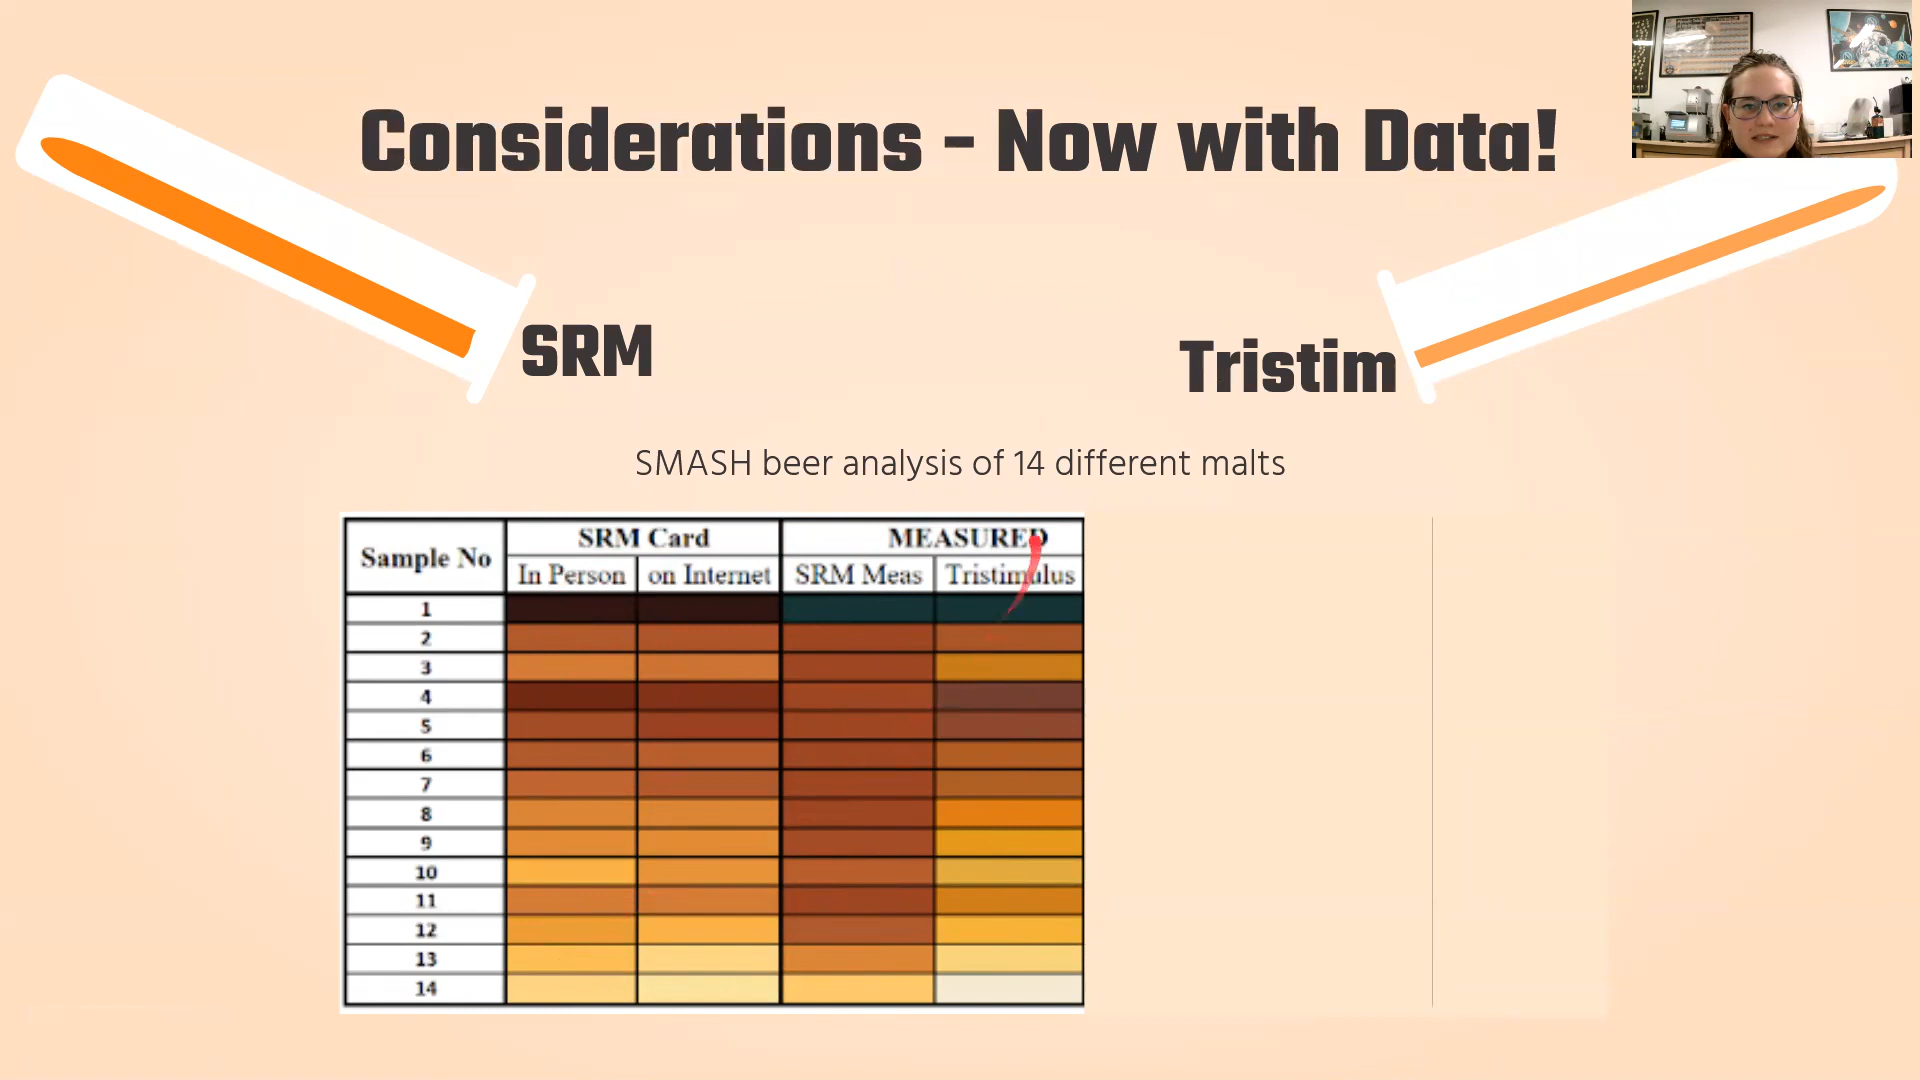 Considerations - Now with Data!
SRM
Tristim
SMASH beer analysis of 14 different malts
Sample No
SRM Card
MEASURED
In Person
on Internet
SRM Meas
Tristimulus
1
2
3
4
5
6
7
8
9
10
11
12
13
14